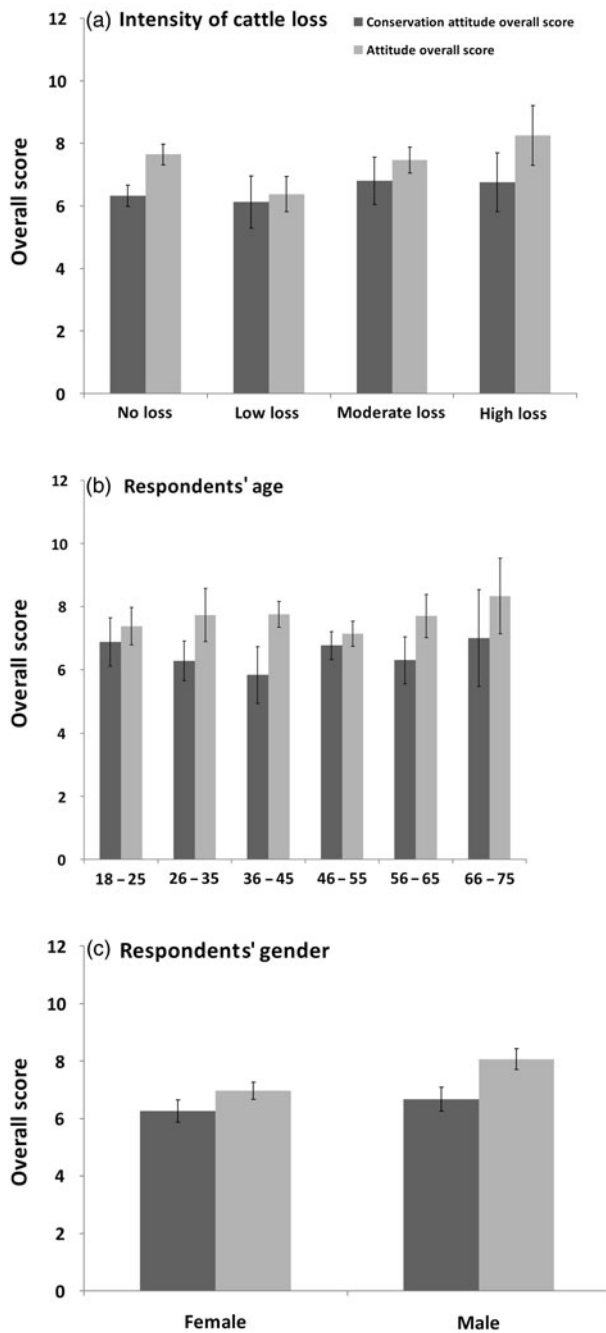 (a) Intensity of cattle loss
Conservation attitude overall score
Attitude overall score
12
10
8
6
4
2
0
Overall score
No loss Low loss Moderate loss High loss
(b) Respondents' age
12
10
8
6
4
2
0
Overall score
18 – 25 26 – 35 36 – 45 46 – 55 56 – 65 66 – 75
(c) Respondents' gender
12
10
8
6
4
2
0
Overall score
Female Male